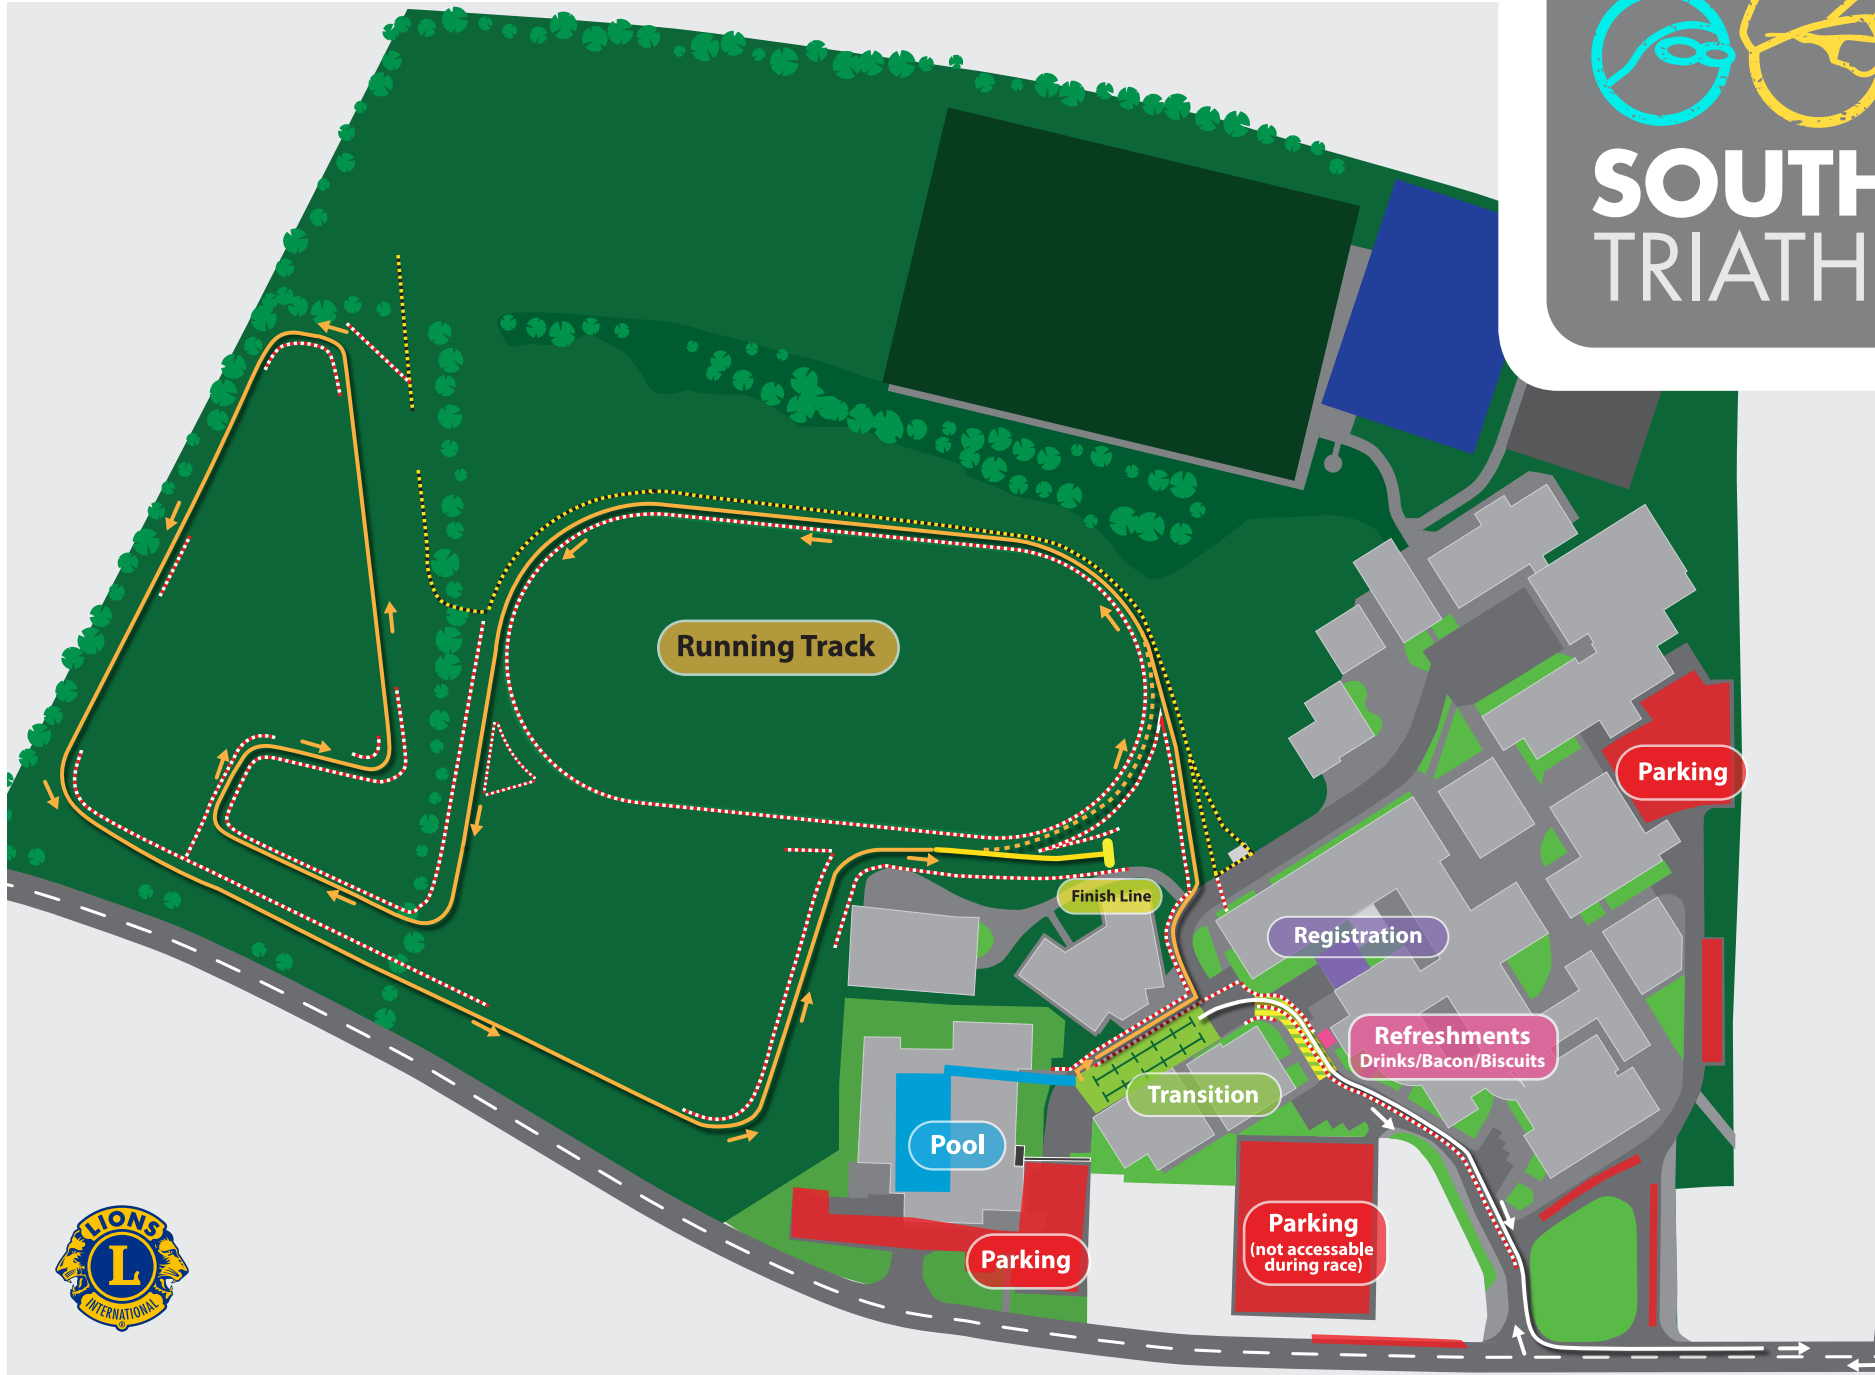 SOUTH
TRIATH
Running Track
Parking
Finish Line
Registration
Refreshments
Drinks/Bacon/Biscuits
Transition
Pool
Parking
(not accessable
during race)
Parking
LIONS
L
INTERNATIONAL
®